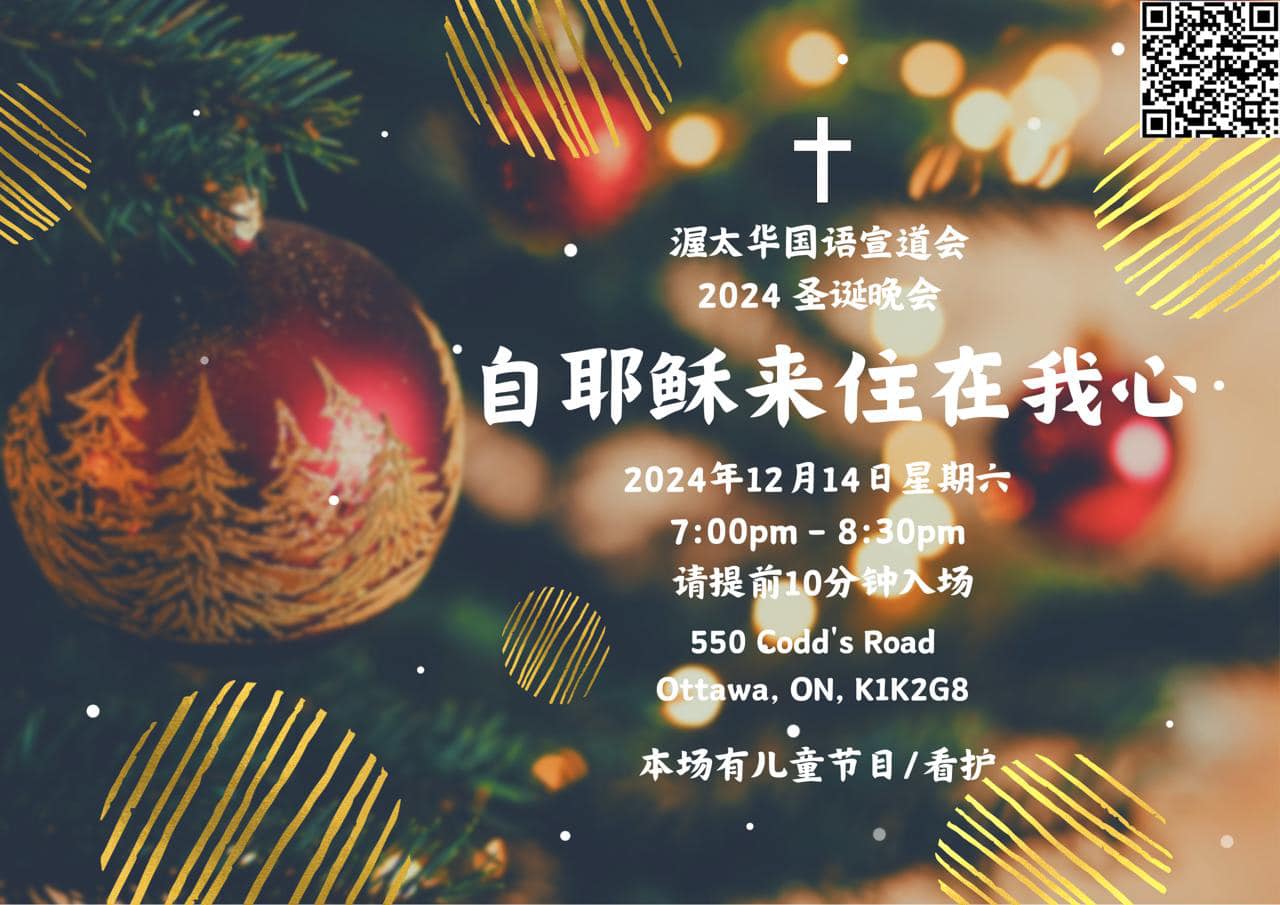 渥太华国语宣道会
2024 圣诞晚会
自耶稣来住在我心
2024年12月14日星期六
7:00pm – 8:30pm
请提前10分钟入场
550 Codd's Road
Ottawa, ON, K1K2G8
本场有儿童节目/看护